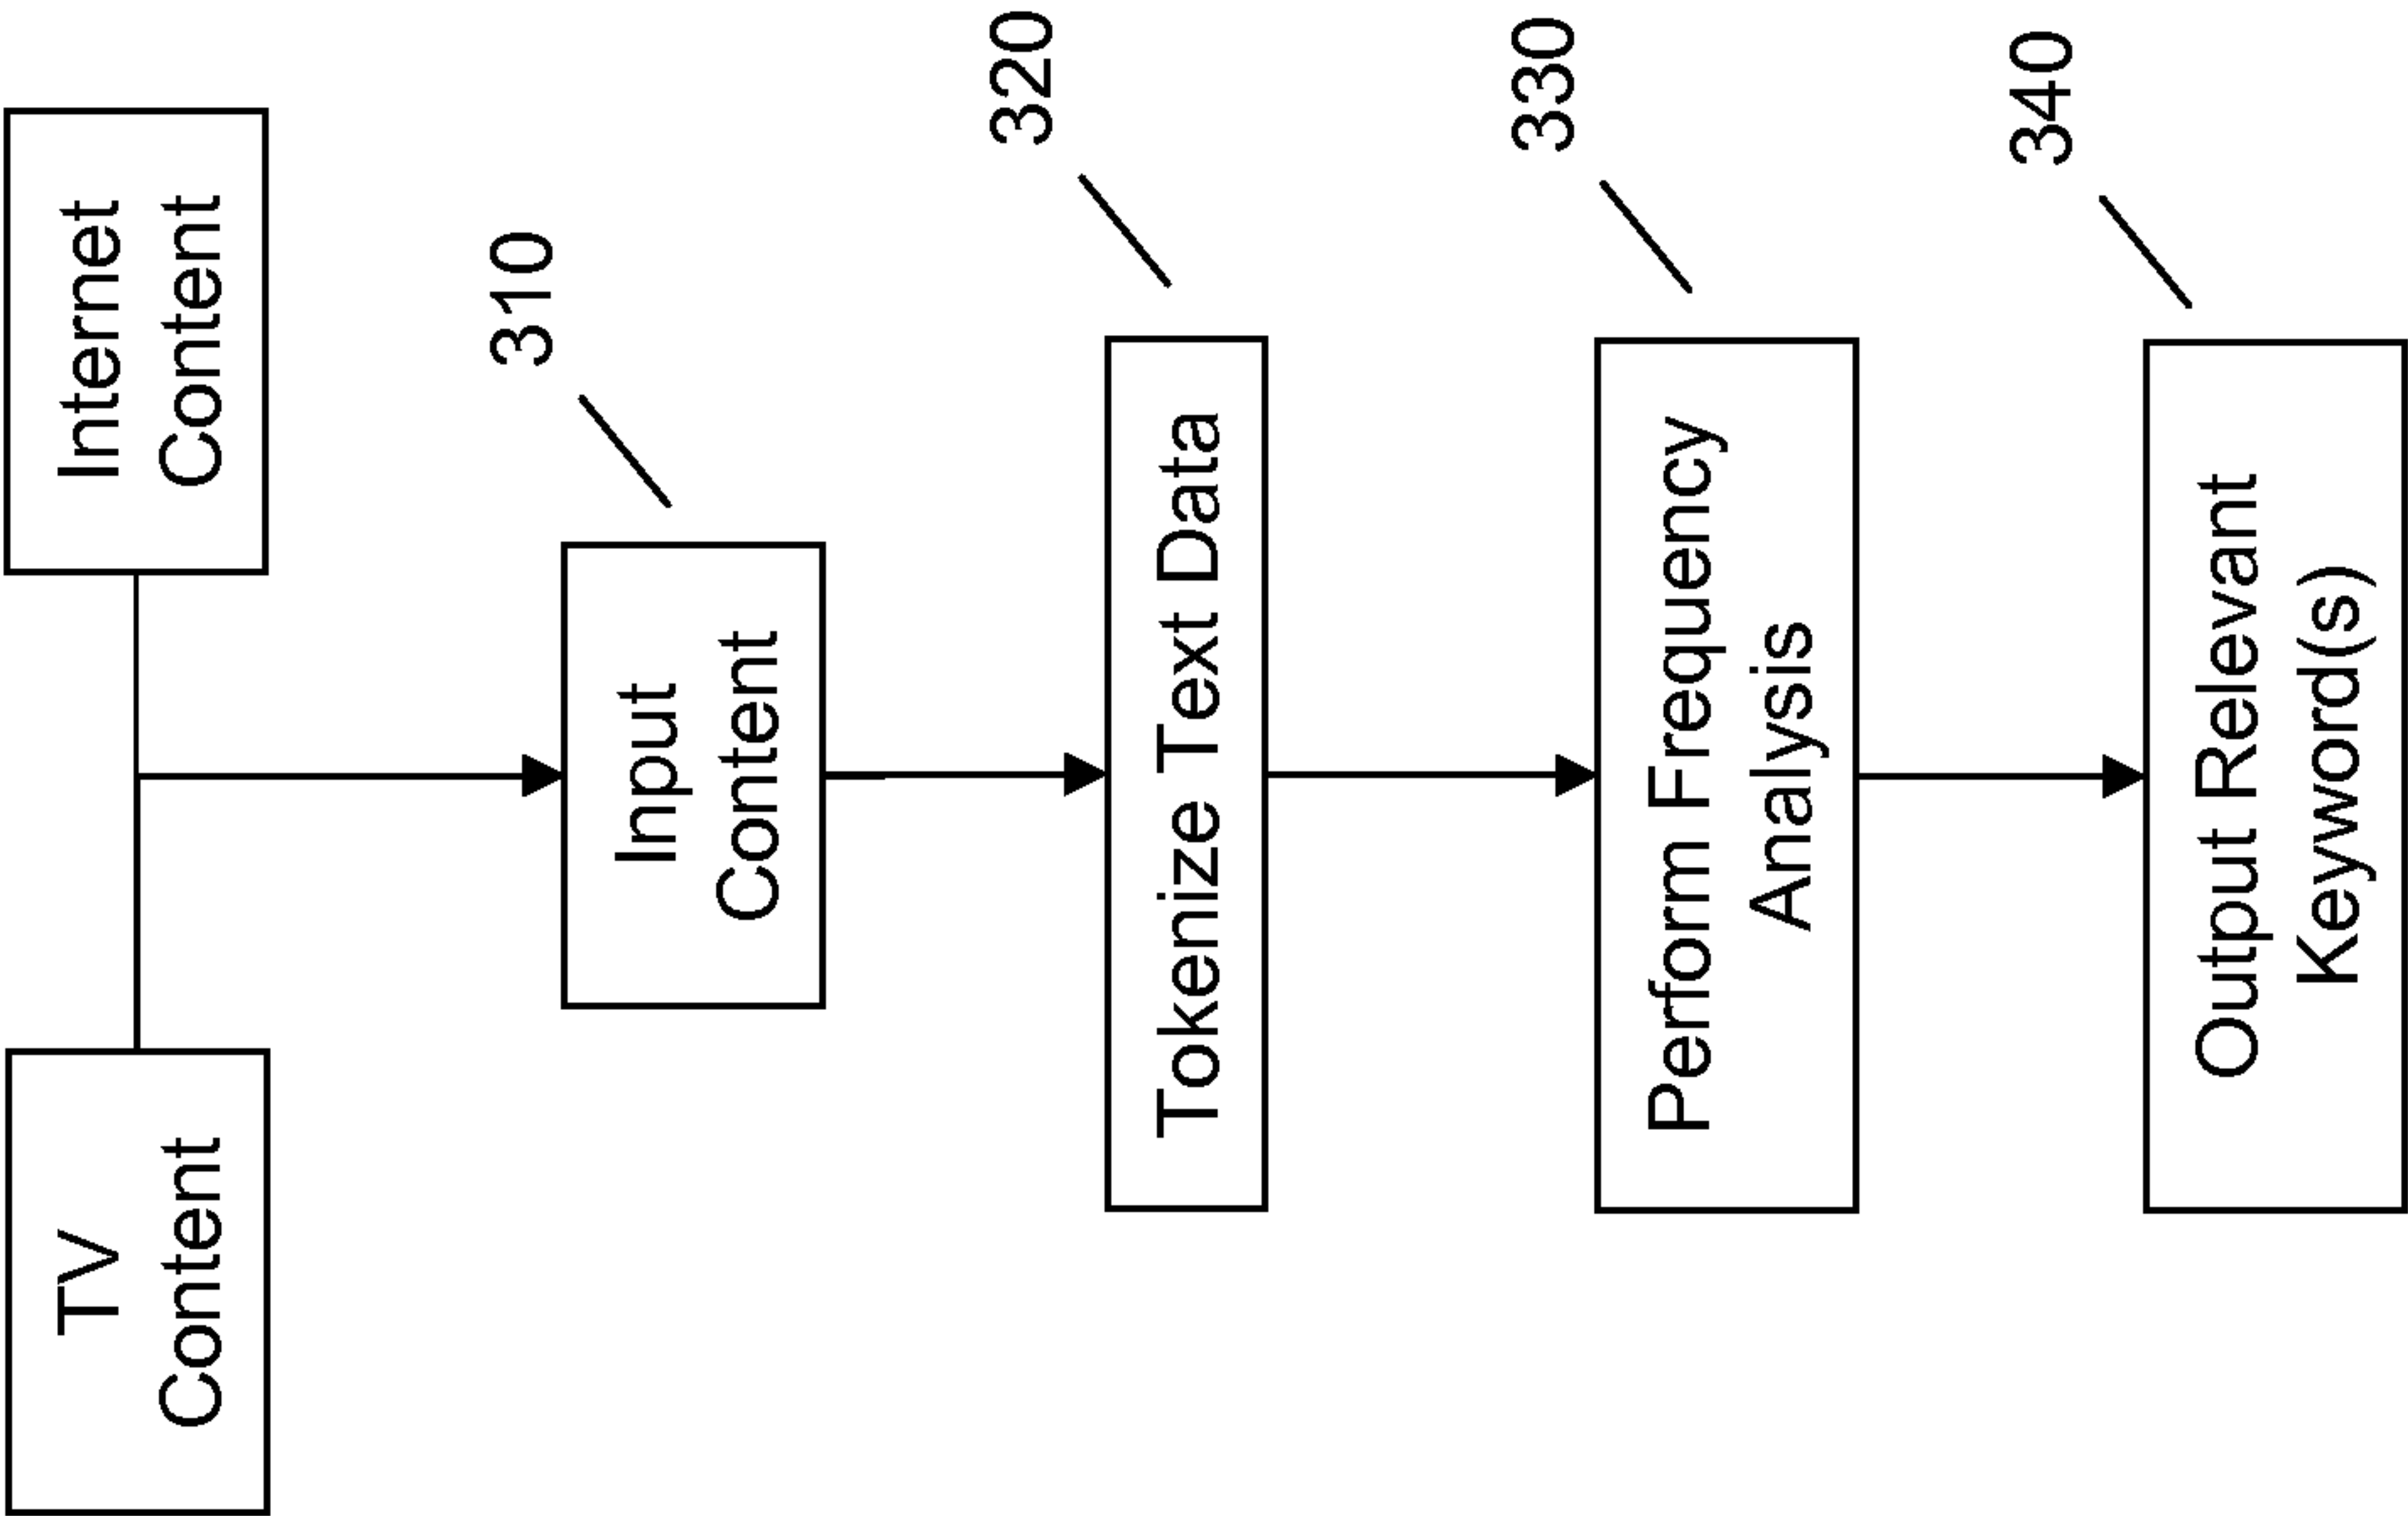 TV
Content
Internet
Content
310
Input
Content
320
Tokenize Text Data
330
Perform Frequency
Analysis
340
Output Relevant
Keyword(s)